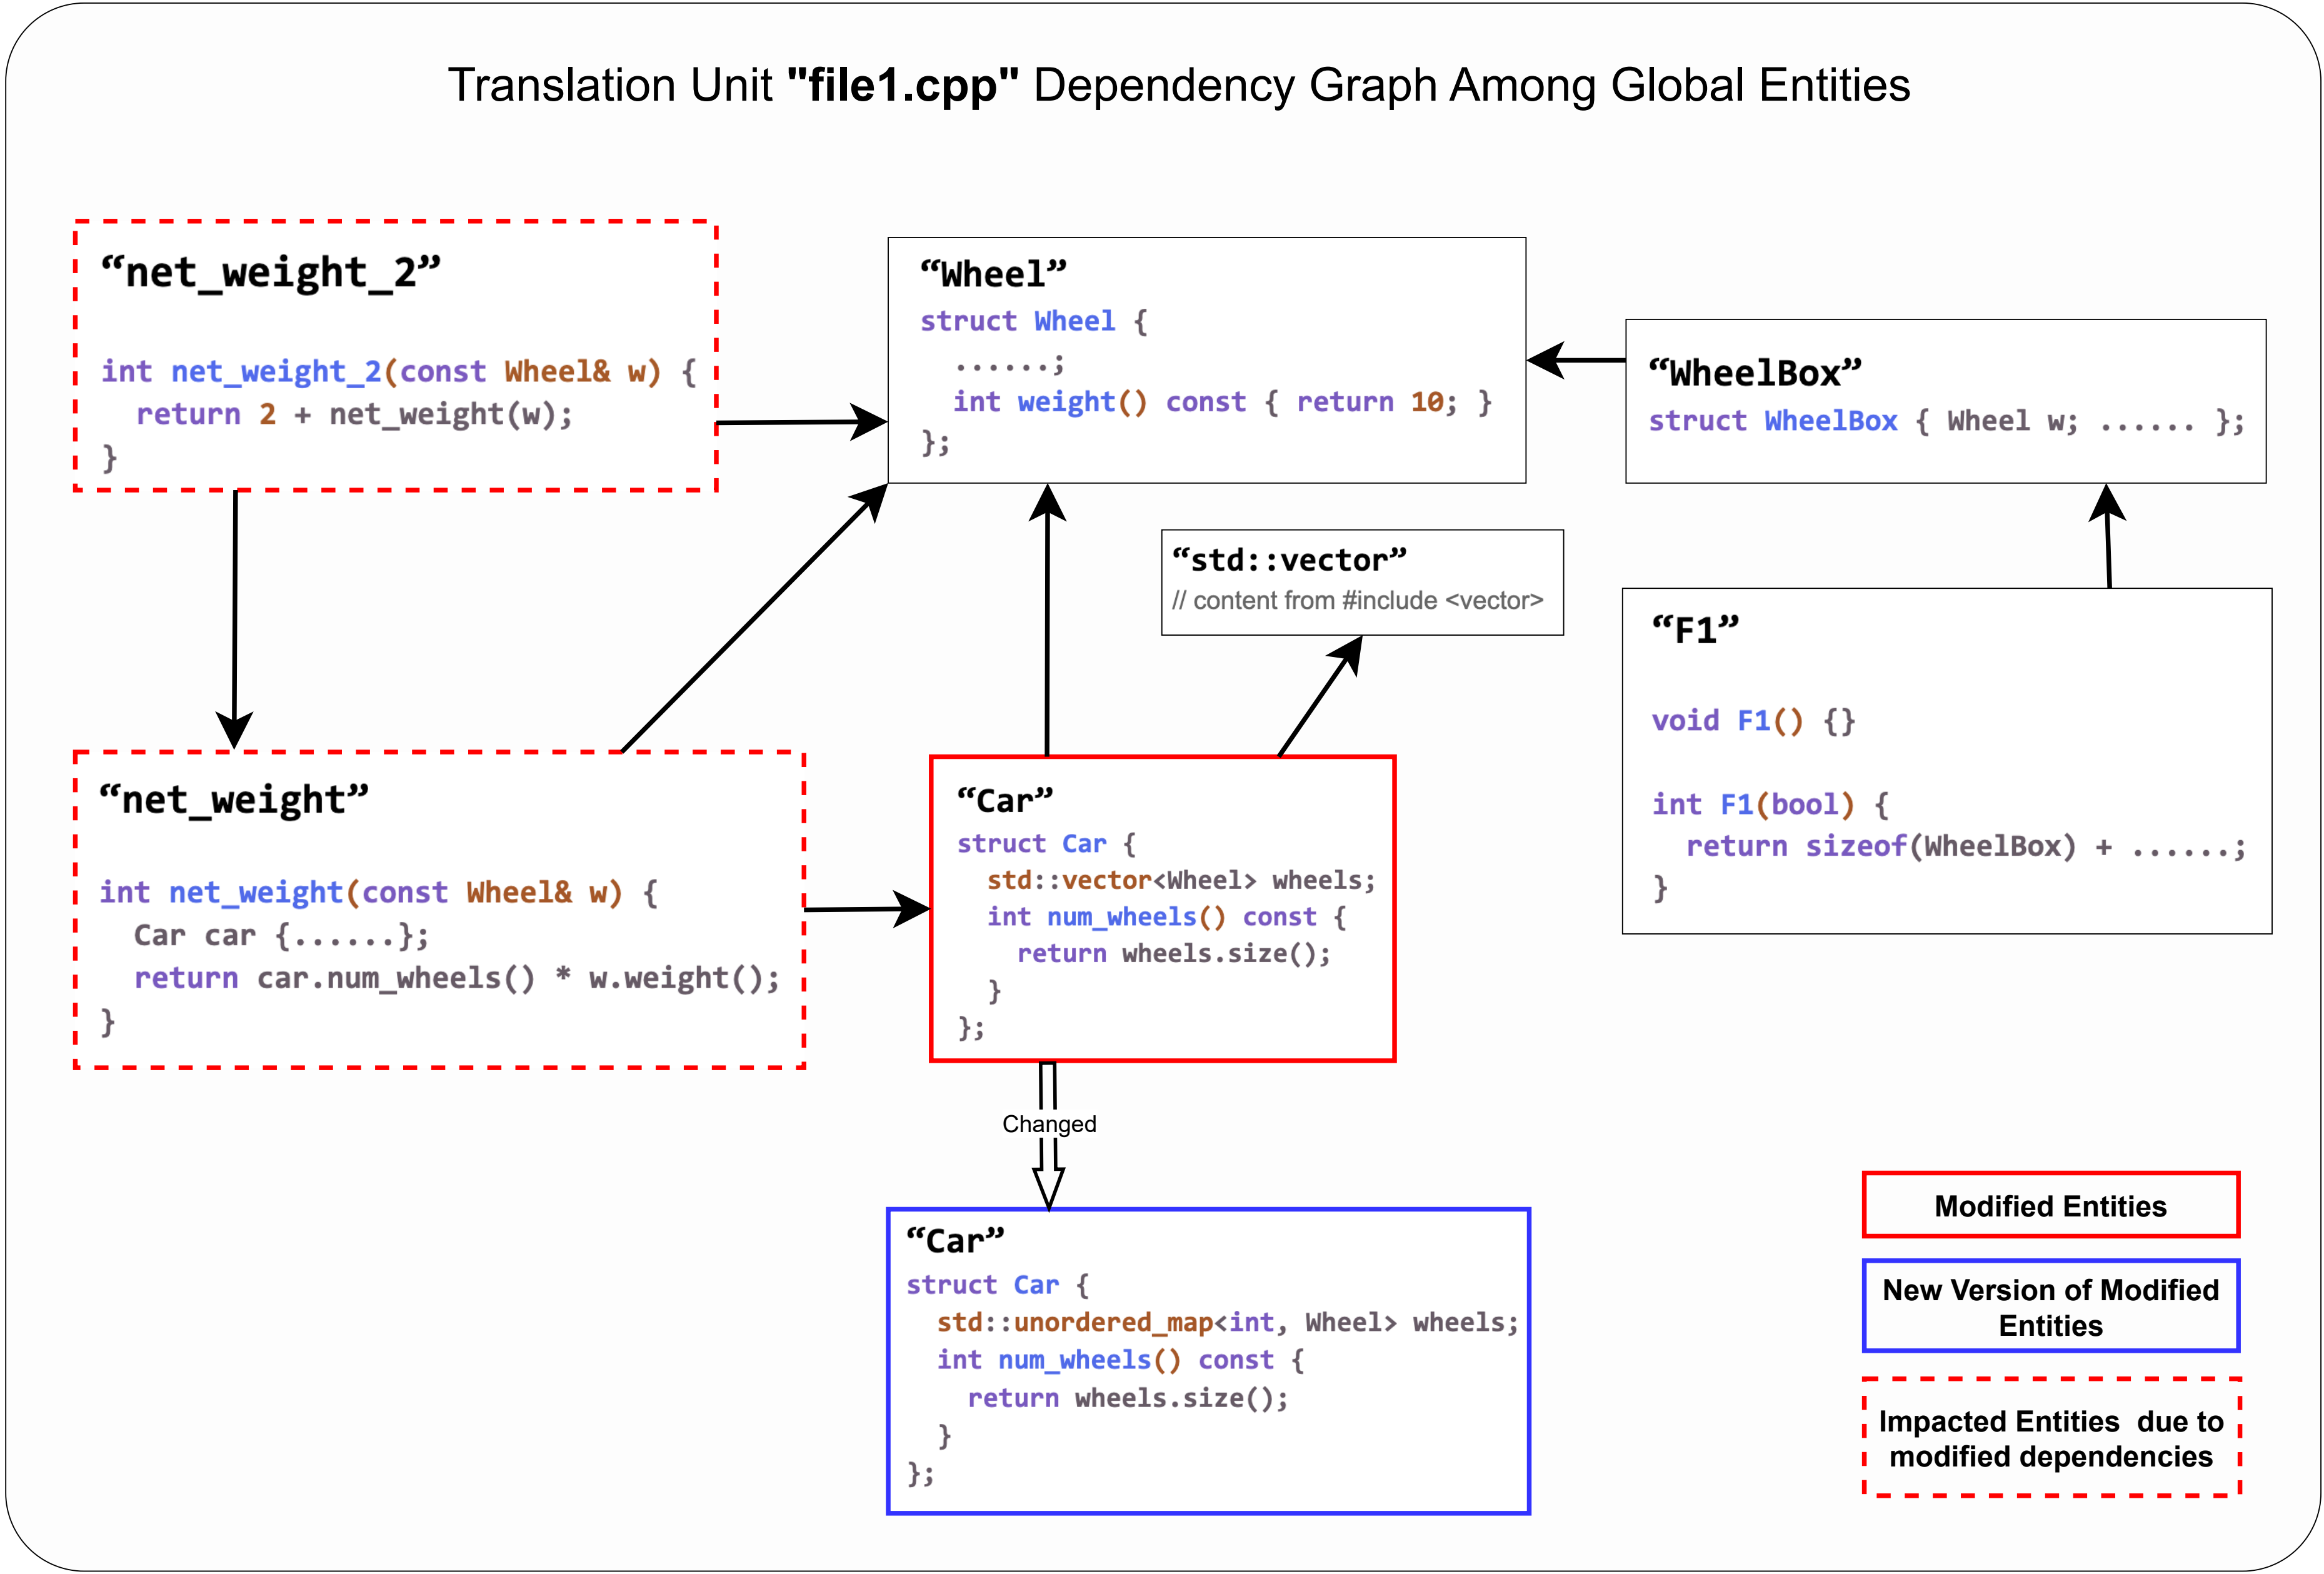 Translation Unit "file1.cpp" Dependency Graph Among Global Entities
“net_weight_2”
int net_weight_2(const Wheel& w) {
return 2 + net_weight(w);
}
“Wheel”
struct Wheel {
......;
int weight() const { return 10; }
};
“WheelBox”
struct WheelBox { Wheel w; ...... };
“std::vector”
// content from #include <vector>
“F1”
void F1() {}
int F1(bool) {
return sizeof(WheelBox) + ......;
}
“net_weight”
int net_weight(const Wheel& w) {
Car car {......};
return car.num_wheels() * w.weight();
}
“Car”
struct Car {
std::vector<Wheel> wheels;
int num_wheels() const {
return wheels.size();
}
};
Changed
“Car”
struct Car {
std::unordered_map<int, Wheel> wheels;
int num_wheels() const {
return wheels.size();
}
};
Modified Entities
New Version of Modified
Entities
Impacted Entities due to
modified dependencies